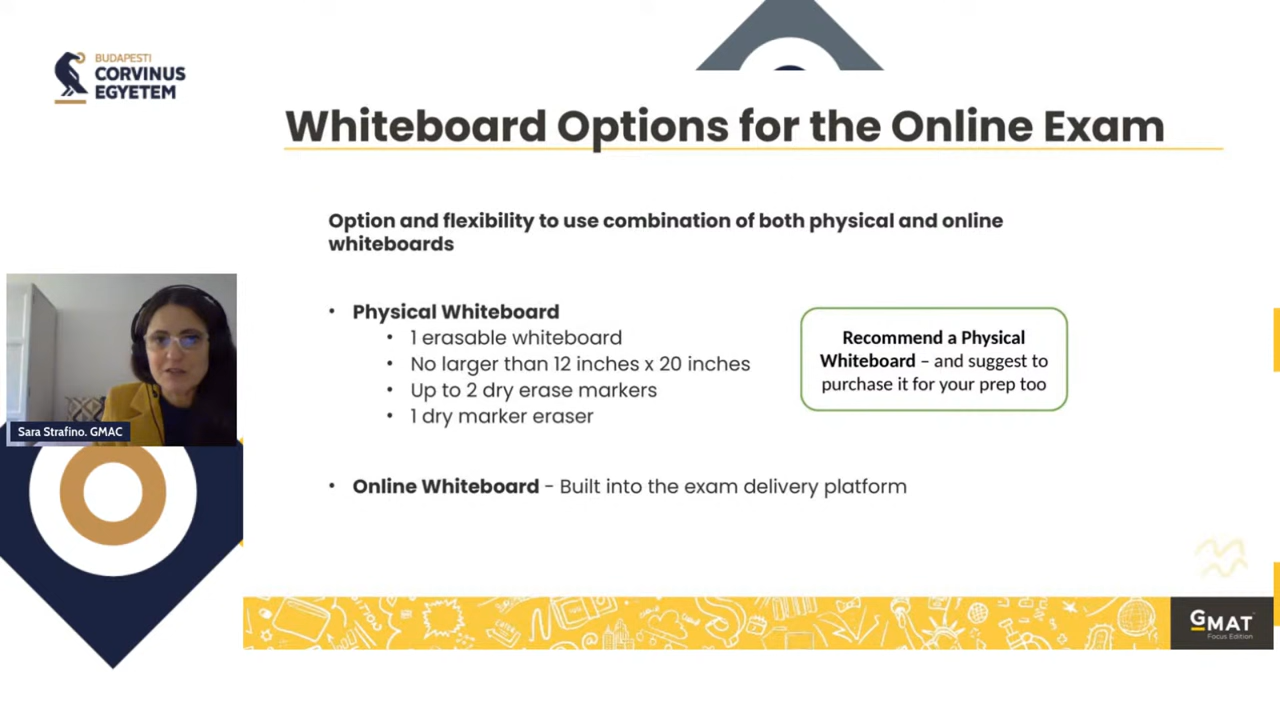 BUDAPESTI
CORVINUS
EGYETEM
Whiteboard Options for the Online Exam
Option and flexibility to use combination of both physical and online
whiteboards
• Physical Whiteboard
• 1 erasable whiteboard
• No larger than 12 inches x 20 inches
• Up to 2 dry erase markers
• 1 dry marker eraser
Recommend a Physical
Whiteboard – and suggest to
purchase it for your prep too
Sara Strafino. GMAC
• Online Whiteboard - Built into the exam delivery platform
GMAT
Focus Edition